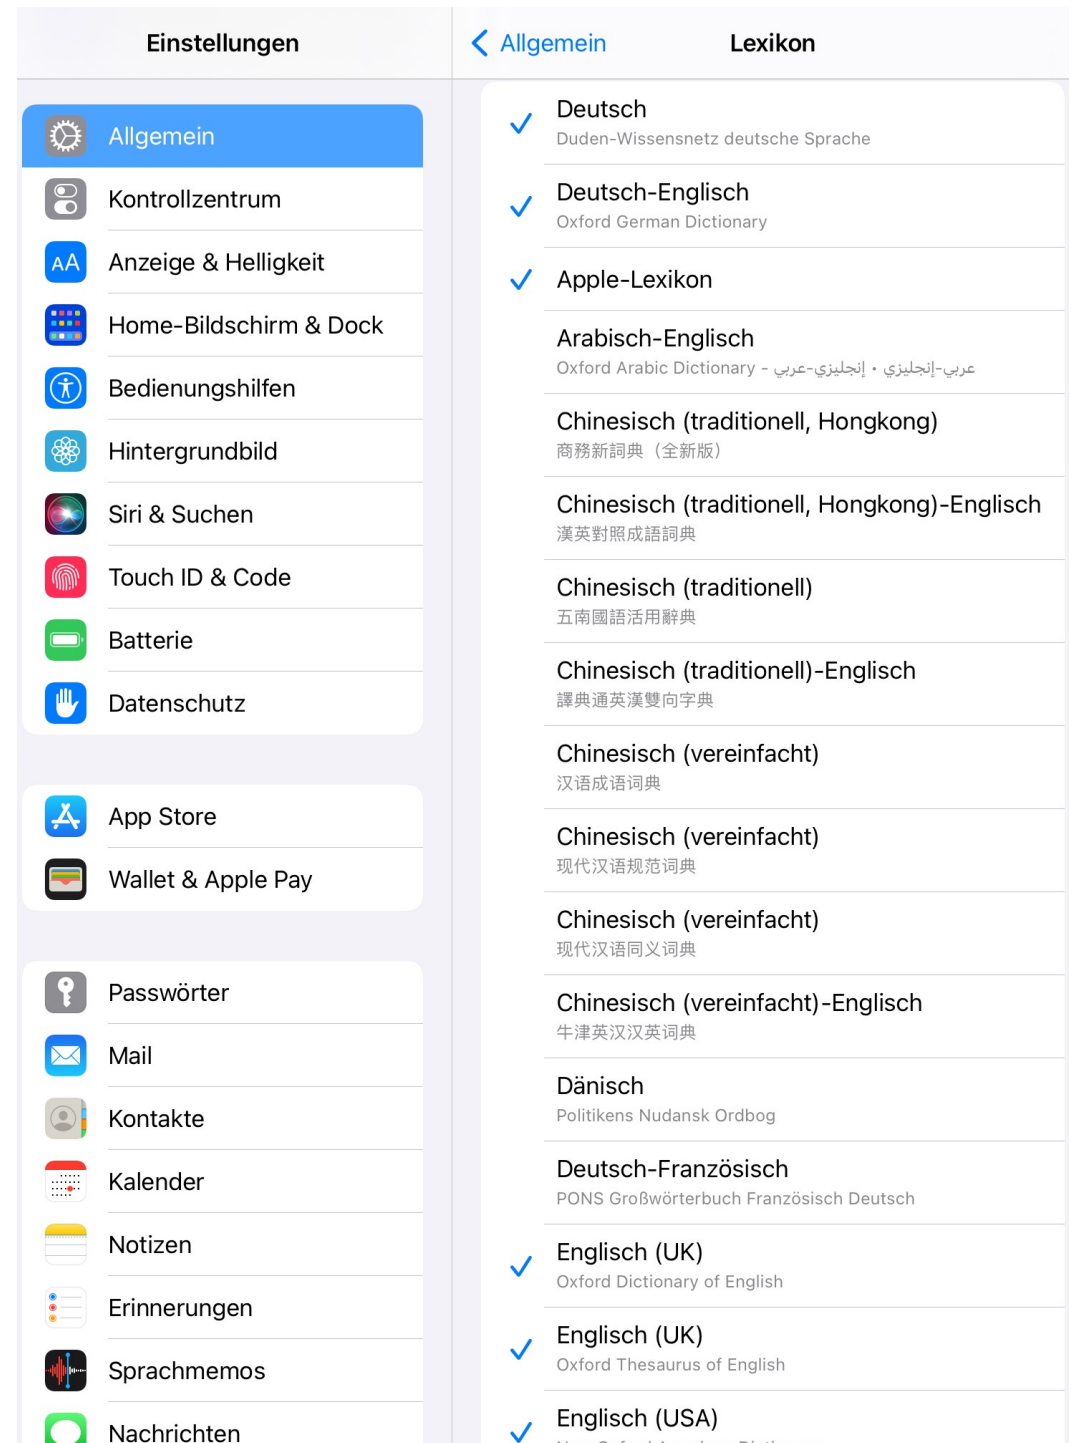 Einstellungen
Allgemein
Kontrollzentrum
AA
Anzeige & Helligkeit
Home-Bildschirm & Dock
Bedienungshilfen
Hintergrundbild
Siri & Suchen
Touch ID & Code
Batterie
Datenschutz
App Store
Wallet & Apple Pay
Passwörter
Mail
Kontakte
Kalender
Notizen
Erinnerungen
Sprachmemos
Nachrichten
Allgemein
Lexikon
Deutsch
Duden-Wissensnetz deutsche Sprache
Deutsch-Englisch
Oxford German Dictionary
Apple-Lexikon
Arabisch-Englisch
Oxford Arabic Dictionary - عربي-إنجليزي • إنجليزي-عربي
Chinesisch (traditionell, Hongkong)
商務新詞典（全新版）
Chinesisch (traditionell, Hongkong)-Englisch
漢英對照成語詞典
Chinesisch (traditionell)
五南國語活用辭典
Chinesisch (traditionell)-Englisch
譯典通英漢雙向字典
Chinesisch (vereinfacht)
汉语成语词典
Chinesisch (vereinfacht)
现代汉语规范词典
Chinesisch (vereinfacht)
现代汉语同义词典
Chinesisch (vereinfacht)-Englisch
牛津英汉汉英词典
Dänisch
Politikens Nudansk Ordbog
Deutsch-Französisch
PONS Großwörterbuch Französisch Deutsch
Englisch (UK)
Oxford Dictionary of English
Englisch (UK)
Oxford Thesaurus of English
Englisch (USA)